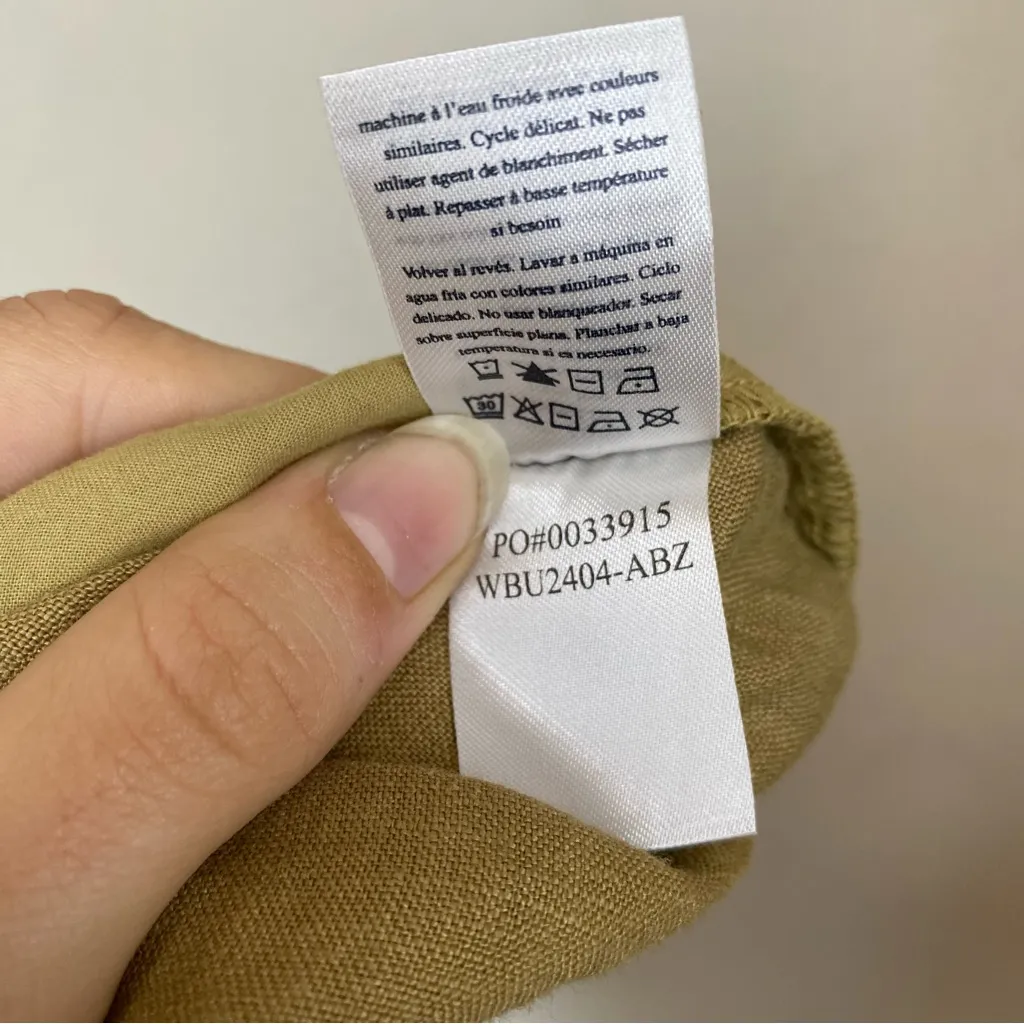 machine à l'eau froide avec couleurs
similaires. Cycle délicat. Ne pas
utiliser agent de blanchiment. Sécher
à plat. Repasser à basse température
si besoin
Volver al revés. Lavar a máquina en
agua fría con colores similares. Ciclo
delicado. No usar blanqueador. Secar
sobre superficie plana. Planchar a baja
temperatura si es necesario.
30
PO#0033915
WBU2404-ABZ